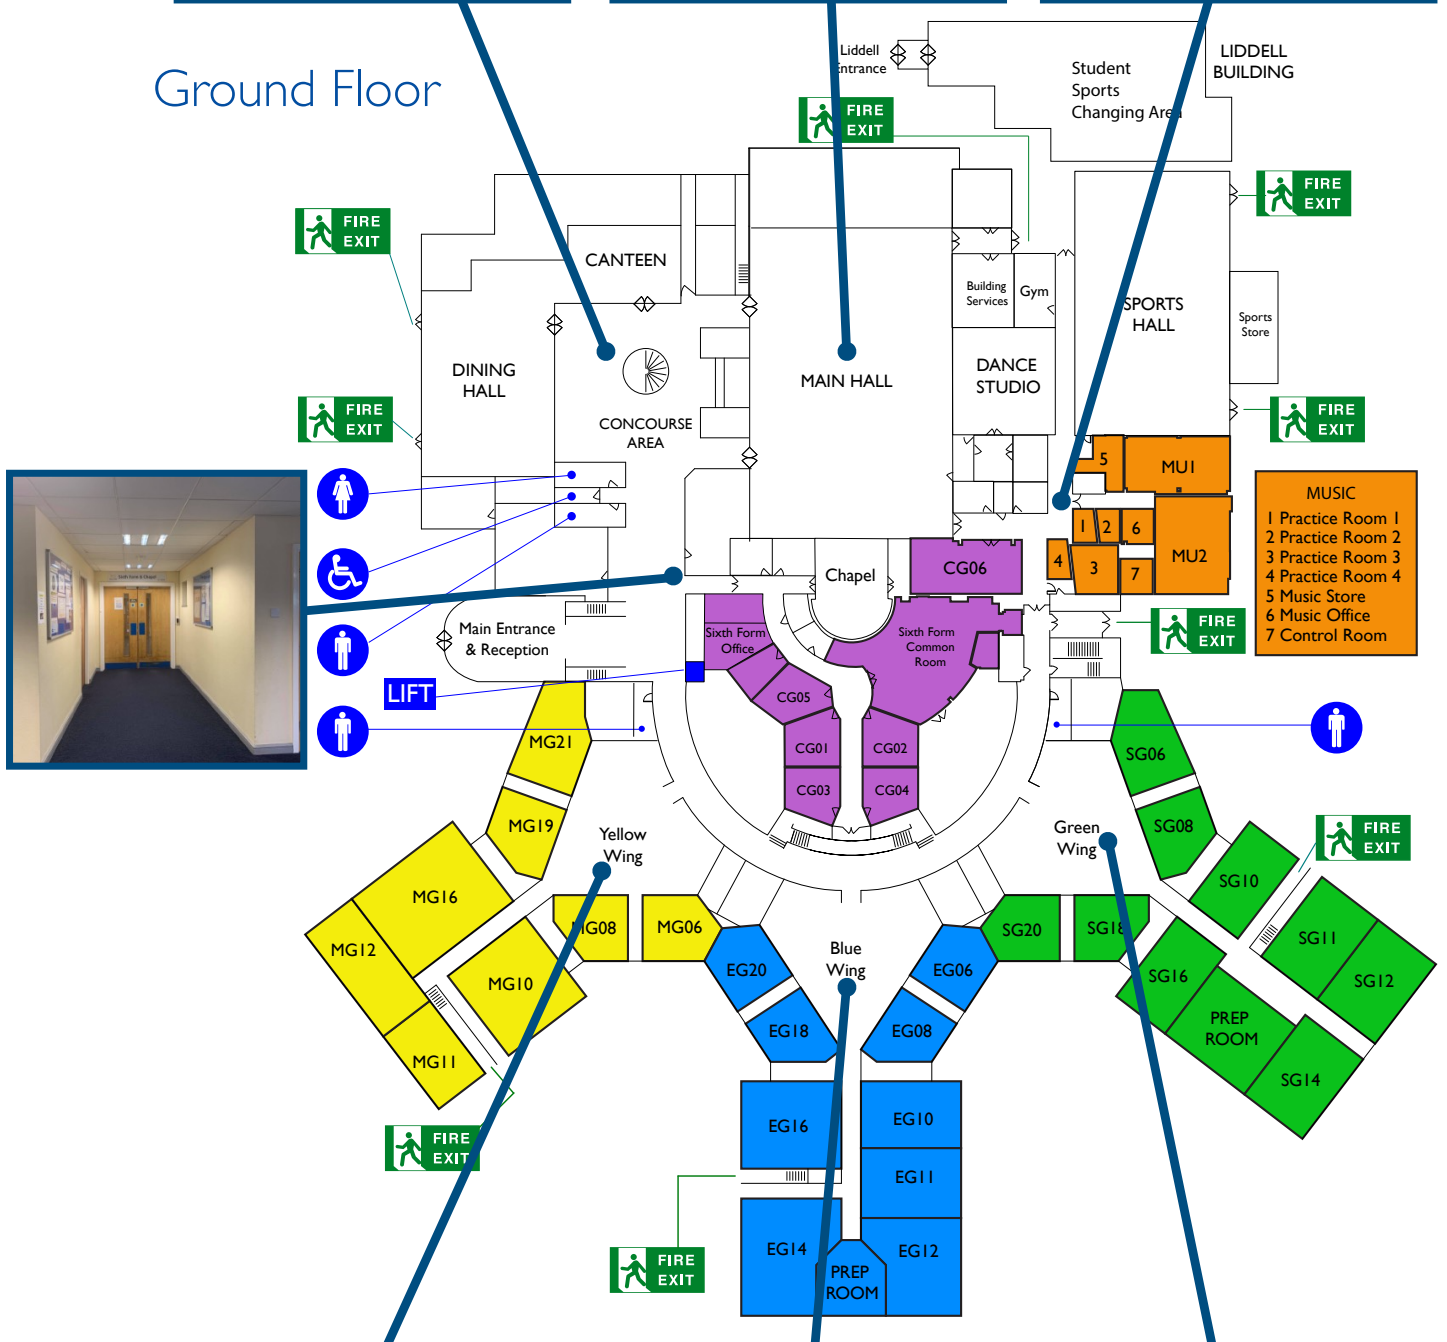 Ground Floor
Liddell
Entrance
Student
Sports
Changing Area
LIDDELL
BUILDING
FIRE
EXIT
FIRE
EXIT
FIRE
EXIT
CANTEEN
Building
Services
Gym
SPORTS
HALL
Sports
Store
DINING
HALL
MAIN HALL
DANCE
STUDIO
CONCOURSE
AREA
FIRE
EXIT
FIRE
EXIT
5
MU1
1
2
6
MU2
4
3
7
MUSIC
1 Practice Room 1
2 Practice Room 2
3 Practice Room 3
4 Practice Room 4
5 Music Store
6 Music Office
7 Control Room
Chapel
CG06
Main Entrance
& Reception
Sixth Form
Office
Sixth Form
Common
Room
FIRE
EXIT
LIFT
CG05
CG01
CG02
CG03
CG04
MG21
MG19
Yellow
Wing
MG16
MG12
MG08
MG06
MG10
MG11
FIRE
EXIT
Green
Wing
SG06
SG08
FIRE
EXIT
SG10
SG20
SG18
SG11
SG16
SG12
PREP
ROOM
SG14
Blue
Wing
EG20
EG06
EG18
EG08
EG16
EG10
EG11
EG14
EG12
PREP
ROOM
FIRE
EXIT